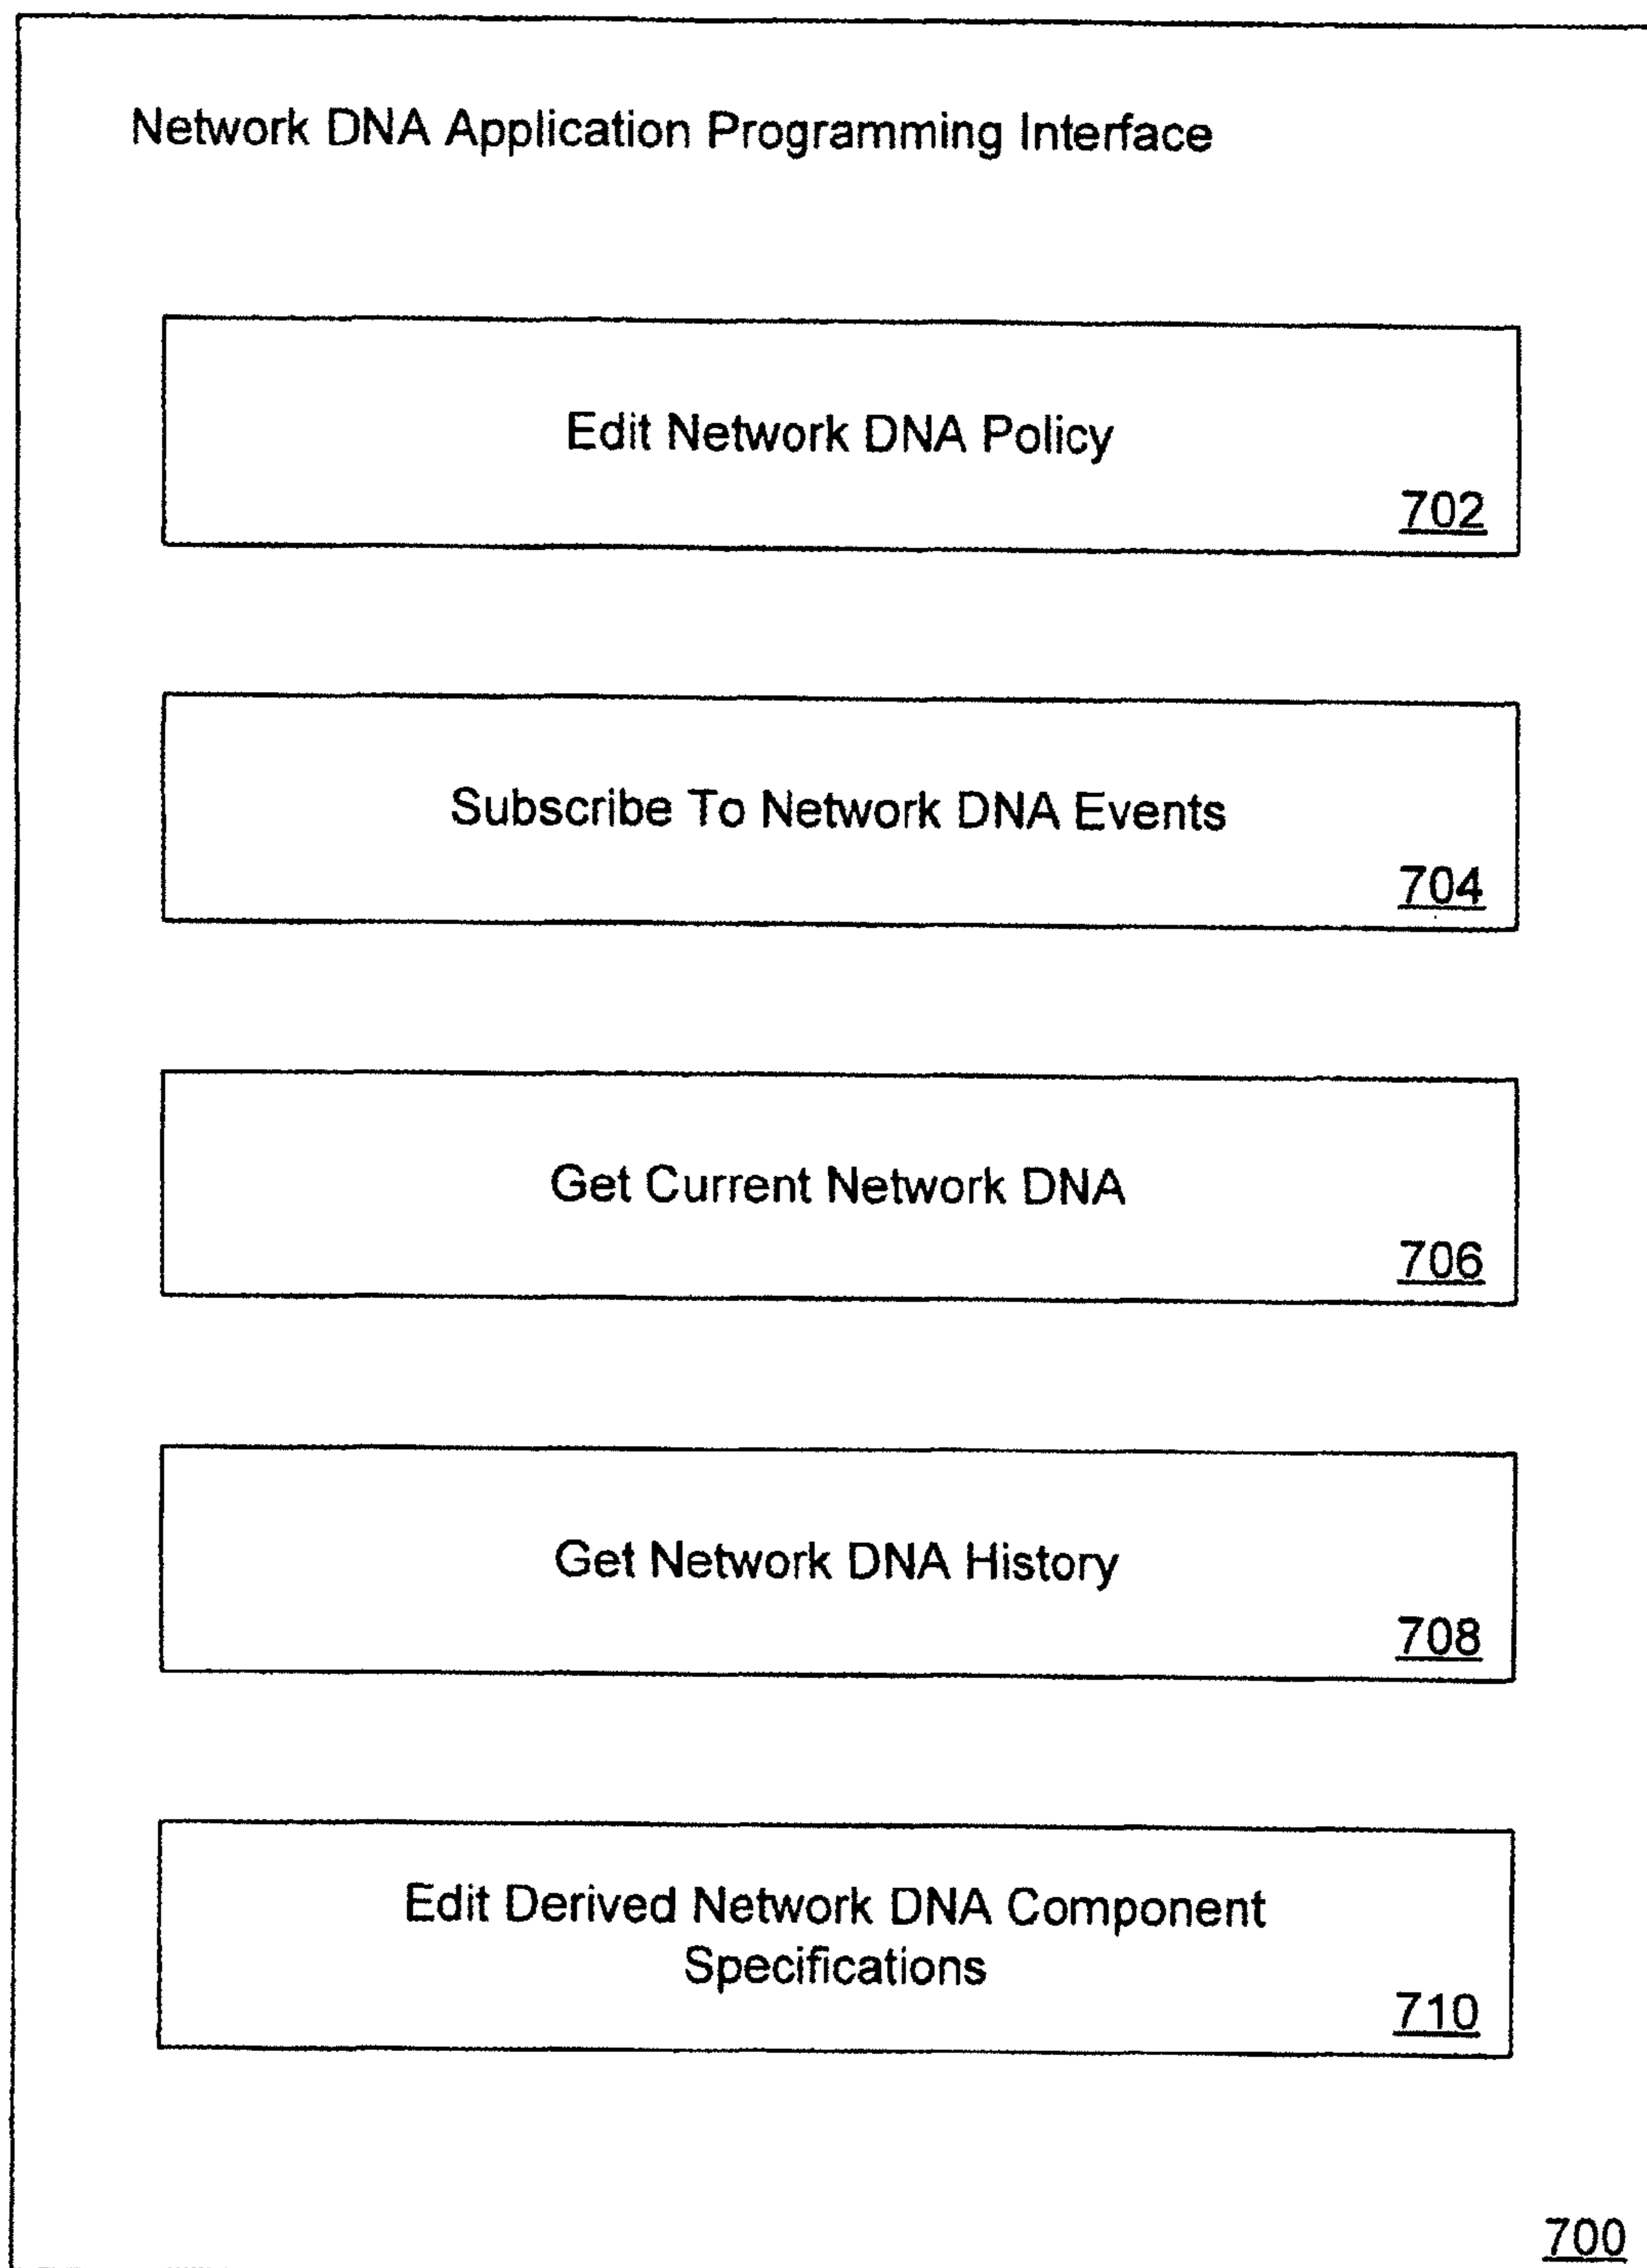 Network DNA Application Programming Interface
Edit Network DNA Policy
702
Subscribe To Network DNA Events
704
Get Current Network DNA
706
Get Network DNA History
708
Edit Derived Network DNA Component
Specifications
710
700